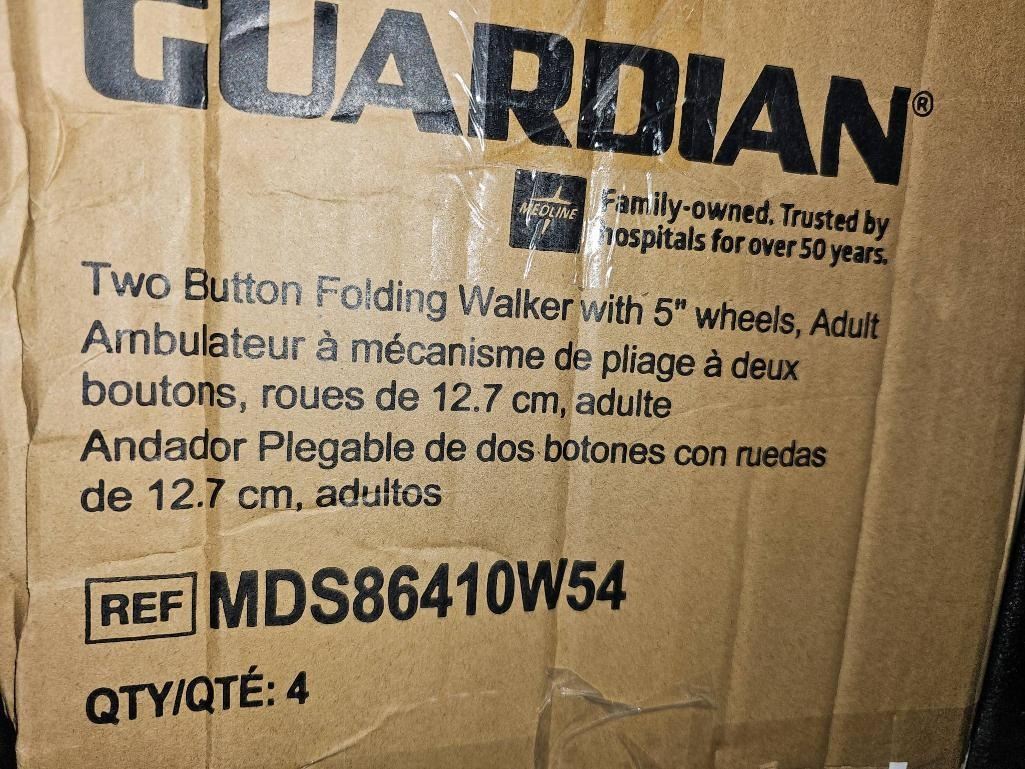 GUARDIAN®
MEDLINE
Family-owned. Trusted by
hospitals for over 50 years.
Two Button Folding Walker with 5" wheels, Adult
Ambulateur à mécanisme de pliage à deux
boutons, roues de 12.7 cm, adulte
Andador Plegable de dos botones con ruedas
de 12.7 cm, adultos
REF MDS86410W54
QTY/QTÉ: 4